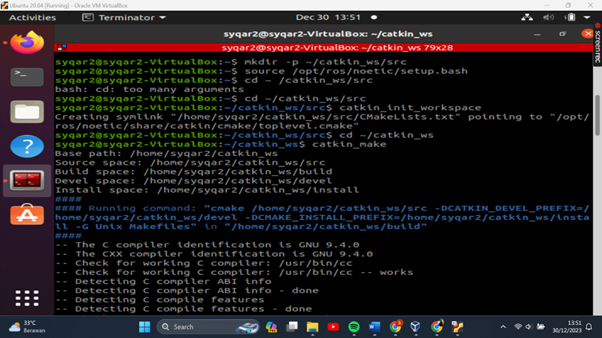 Ubuntu 20.04 [Running] - Oracle VM VirtualBox
Activities
Terminator
Dec 30 13:51
syqar2@syqar2-VirtualBox: ~/catkin_ws
syqar2@syqar2-VirtualBox: ~/catkin_ws 79x28
syqar2@syqar2-VirtualBox:~$ mkdir -p ~/catkin_ws/src
syqar2@syqar2-VirtualBox:~$ source /opt/ros/noetic/setup.bash
syqar2@syqar2-VirtualBox:~$ cd ~ /catkin_ws/src
bash: cd: too many arguments
syqar2@syqar2-VirtualBox:~$ cd ~/catkin_ws/src
syqar2@syqar2-VirtualBox:~/catkin_ws/src$ catkin_init_workspace
Creating symlink "/home/syqar2/catkin_ws/src/CMakeLists.txt" pointing to "/opt/
ros/noetic/share/catkin/cmake/toplevel.cmake"
syqar2@syqar2-VirtualBox:~/catkin_ws/src$ cd ~/catkin_ws
syqar2@syqar2-VirtualBox:~/catkin_ws$ catkin_make
Base path: /home/syqar2/catkin_ws
Source space: /home/syqar2/catkin_ws/src
Build space: /home/syqar2/catkin_ws/build
Devel space: /home/syqar2/catkin_ws/devel
Install space: /home/syqar2/catkin_ws/install
####
#### Running command: "cmake /home/syqar2/catkin_ws/src -DCATKIN_DEVEL_PREFIX=/
home/syqar2/catkin_ws/devel -DCMAKE_INSTALL_PREFIX=/home/syqar2/catkin_ws/insta
ll -G Unix Makefiles" in "/home/syqar2/catkin_ws/build"
####
-- The C compiler identification is GNU 9.4.0
-- The CXX compiler identification is GNU 9.4.0
-- Check for working C compiler: /usr/bin/cc
-- Check for working C compiler: /usr/bin/cc -- works
-- Detecting C compiler ABI info
-- Detecting C compiler ABI info - done
-- Detecting C compile features
-- Detecting C compile features - done
screenrec
33°C
Berawan
Search
13:51
30/12/2023